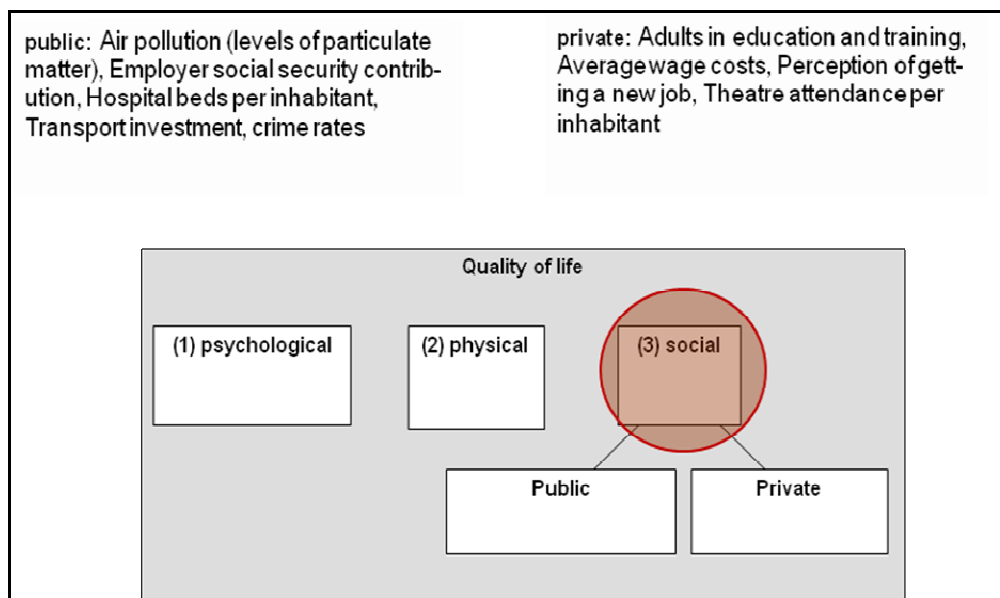 public: Air pollution (levels of particulate
matter), Employer social security contrib-
ution, Hospital beds per inhabitant,
Transport investment, crime rates
private: Adults in education and training,
Average wage costs, Perception of gett-
ing a new job, Theatre attendance per
inhabitant
Quality of life
(1) psychological
(2) physical
(3) social
Public
Private